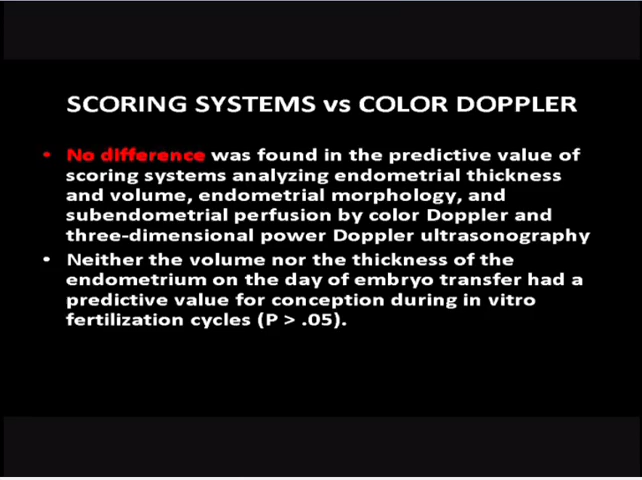 SCORING SYSTEMS vs COLOR DOPPLER
• No difference was found in the predictive value of
scoring systems analyzing endometrial thickness
and volume, endometrial morphology, and
subendometrial perfusion by color Doppler and
three-dimensional power Doppler ultrasonography
• Neither the volume nor the thickness of the
endometrium on the day of embryo transfer had a
predictive value for conception during in vitro
fertilization cycles (P > .05).